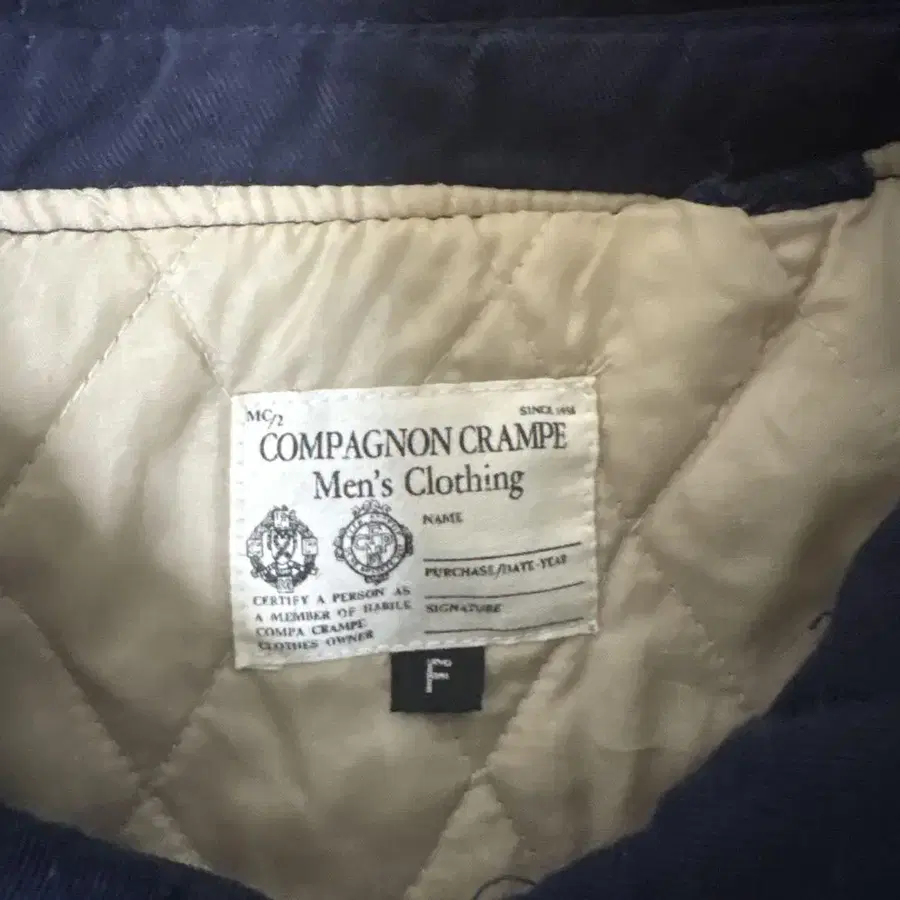 MC/2
SINCE 1958
COMPAGNON CRAMPE
Men's Clothing
NAME
PURCHASE/DATE-YEAR
SIGNATURE
CERTIFY A PERSON AS
A MEMBER OF HABILE
COMPA CRAMPE
CLOTHES OWNER
F